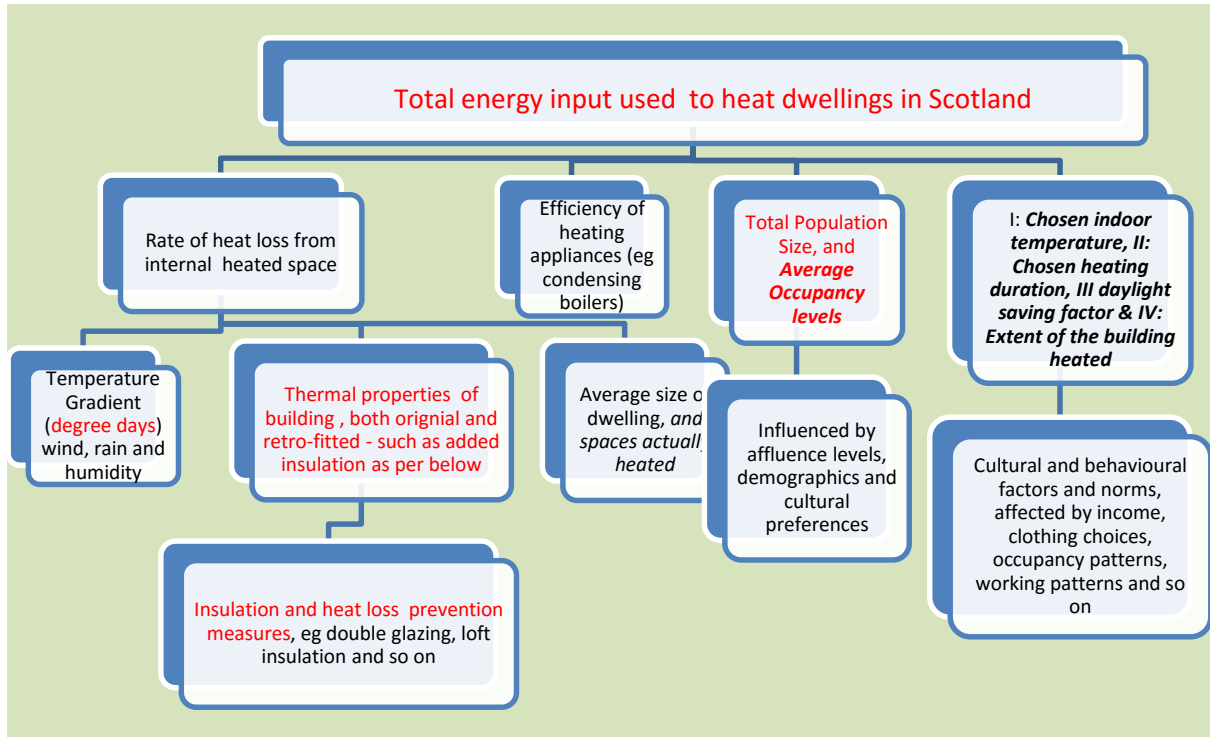 Total energy input used  to heat dwellings in Scotland
Rate of heat loss from
internal  heated space
Efficiency of
heating
appliances (eg
condensing
boilers)
Total Population
Size, and
Average
Occupancy
levels
I: Chosen indoor
temperature, II:
Chosen heating
duration, III daylight
saving factor & IV:
Extent of the building
heated
Temperature
Gradient
(degree days)
wind, rain and
humidity
Thermal properties  of
building , both orignial and
retro-fitted - such as added
insulation as per below
Average size o
dwelling, and
spaces actually
heated
Influenced by
affluence levels,
demographics and
cultural
preferences
Cultural and behavioural
factors and norms,
affected by income,
clothing choices,
occupancy patterns,
working patterns and so
on
Insulation and heat loss  prevention
measures, eg double glazing, loft
insulation and so on